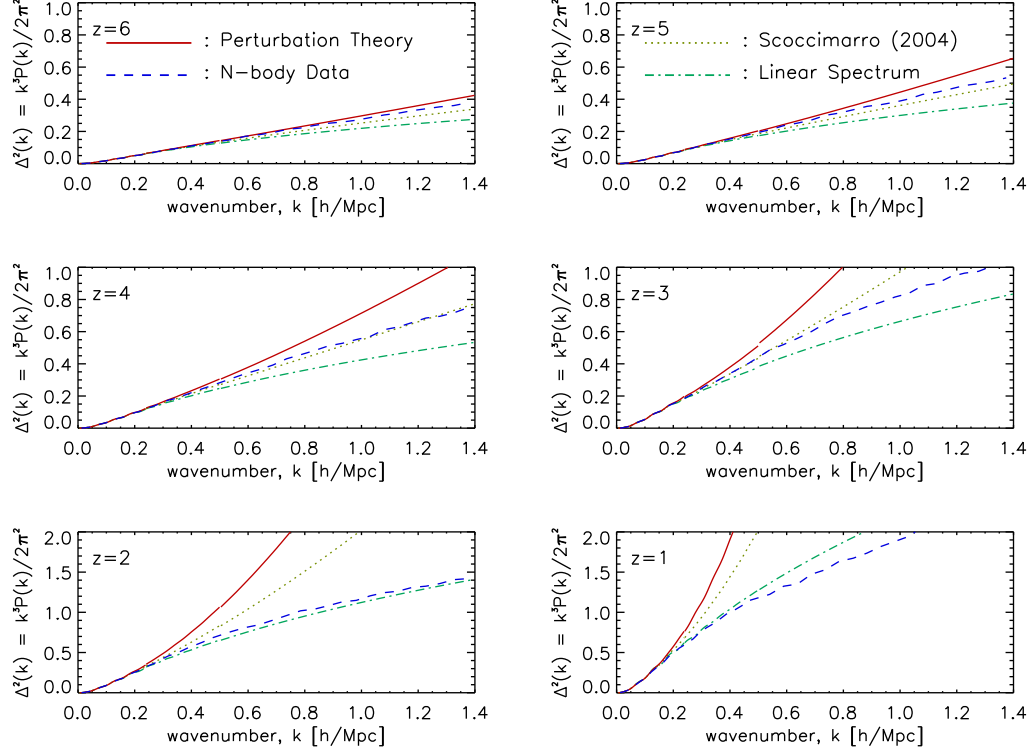 z=6
: Perturbation Theory
: N-body Data
1.0
0.8
0.6
0.4
0.2
0.0
Δ²(k) = k³P(k)/2π²
0.0 0.2 0.4 0.6 0.8 1.0 1.2 1.4
wavenumber, k [h/Mpc]
z=5
: Scoccimarro (2004)
: Linear Spectrum
1.0
0.8
0.6
0.4
0.2
0.0
Δ²(k) = k³P(k)/2π²
0.0 0.2 0.4 0.6 0.8 1.0 1.2 1.4
wavenumber, k [h/Mpc]
z=4
1.0
0.8
0.6
0.4
0.2
0.0
Δ²(k) = k³P(k)/2π²
0.0 0.2 0.4 0.6 0.8 1.0 1.2 1.4
wavenumber, k [h/Mpc]
z=3
1.0
0.8
0.6
0.4
0.2
0.0
Δ²(k) = k³P(k)/2π²
0.0 0.2 0.4 0.6 0.8 1.0 1.2 1.4
wavenumber, k [h/Mpc]
z=2
2.0
1.5
1.0
0.5
0.0
Δ²(k) = k³P(k)/2π²
0.0 0.2 0.4 0.6 0.8 1.0 1.2 1.4
wavenumber, k [h/Mpc]
z=1
2.0
1.5
1.0
0.5
0.0
Δ²(k) = k³P(k)/2π²
0.0 0.2 0.4 0.6 0.8 1.0 1.2 1.4
wavenumber, k [h/Mpc]